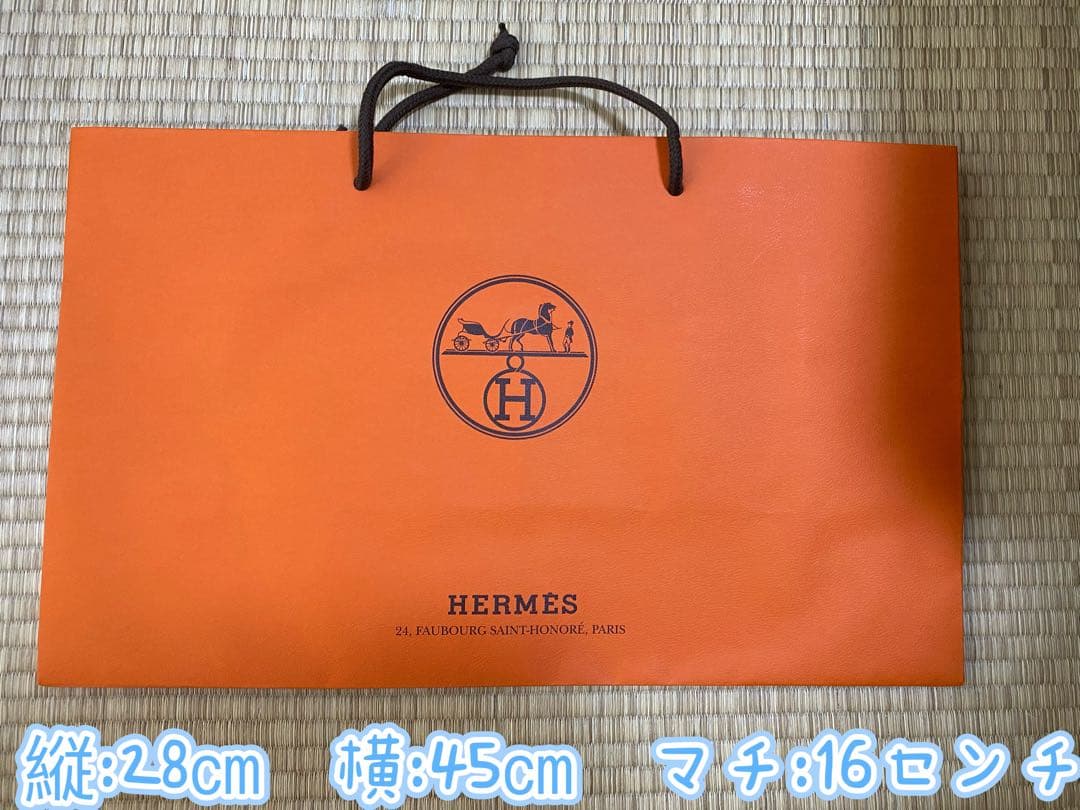 H
HERMÈS
24, FAUBOURG SAINT-HONORÉ, PARIS
縦:28cm 横:45cm マチ:16センチ